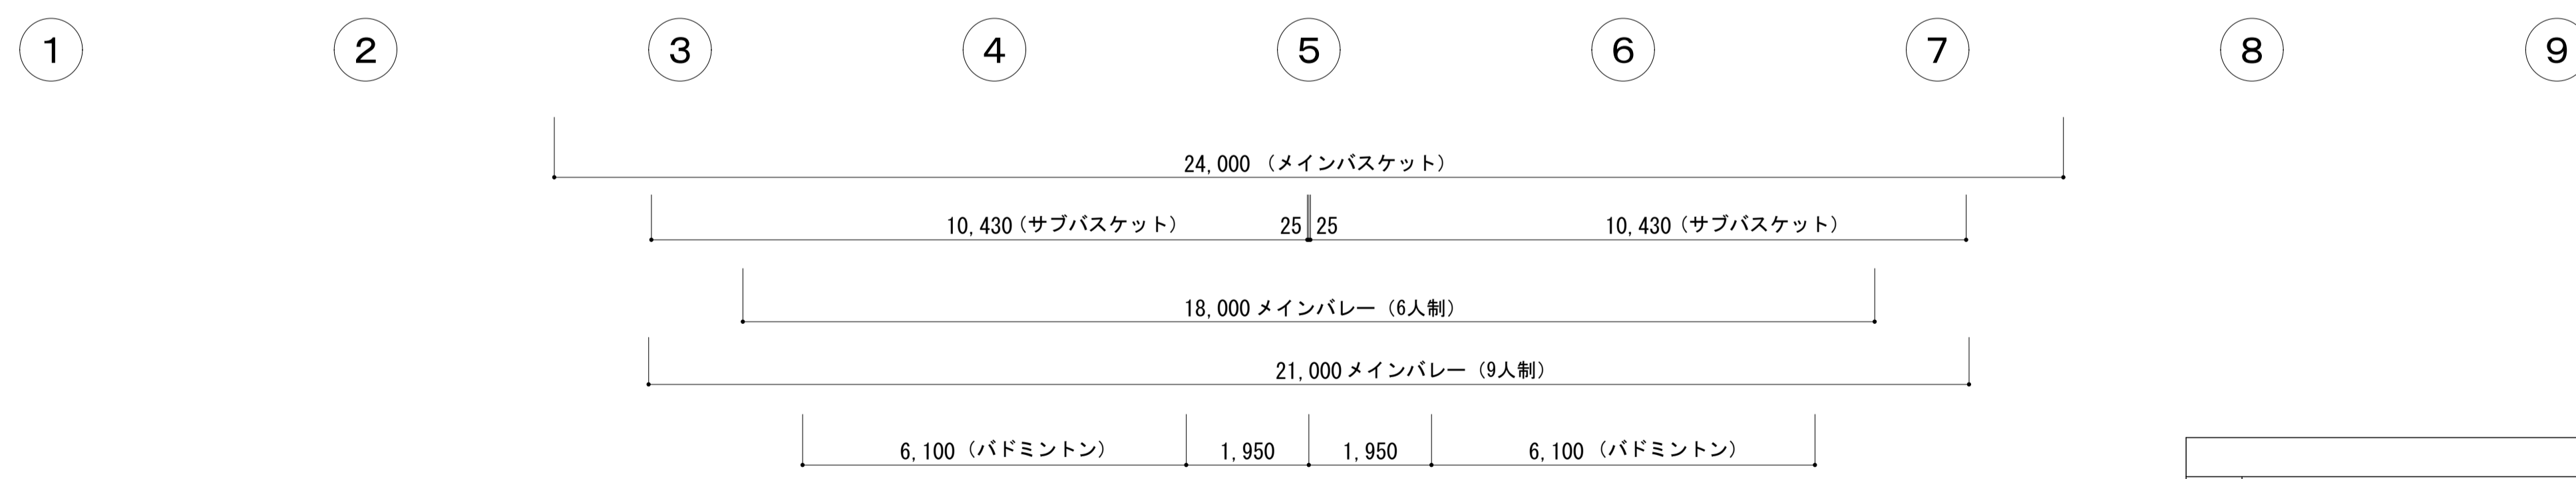 1 2 3 4 5 6 7 8 9
24,000 (メインバスケット)
10,430(サブバスケット) 25 25 10,430(サブバスケット)
18,000 メインバレー (6人制)
21,000 メインバレー (9人制)
6,100 (バドミントン) 1,950 1,950 6,100 (バドミントン)